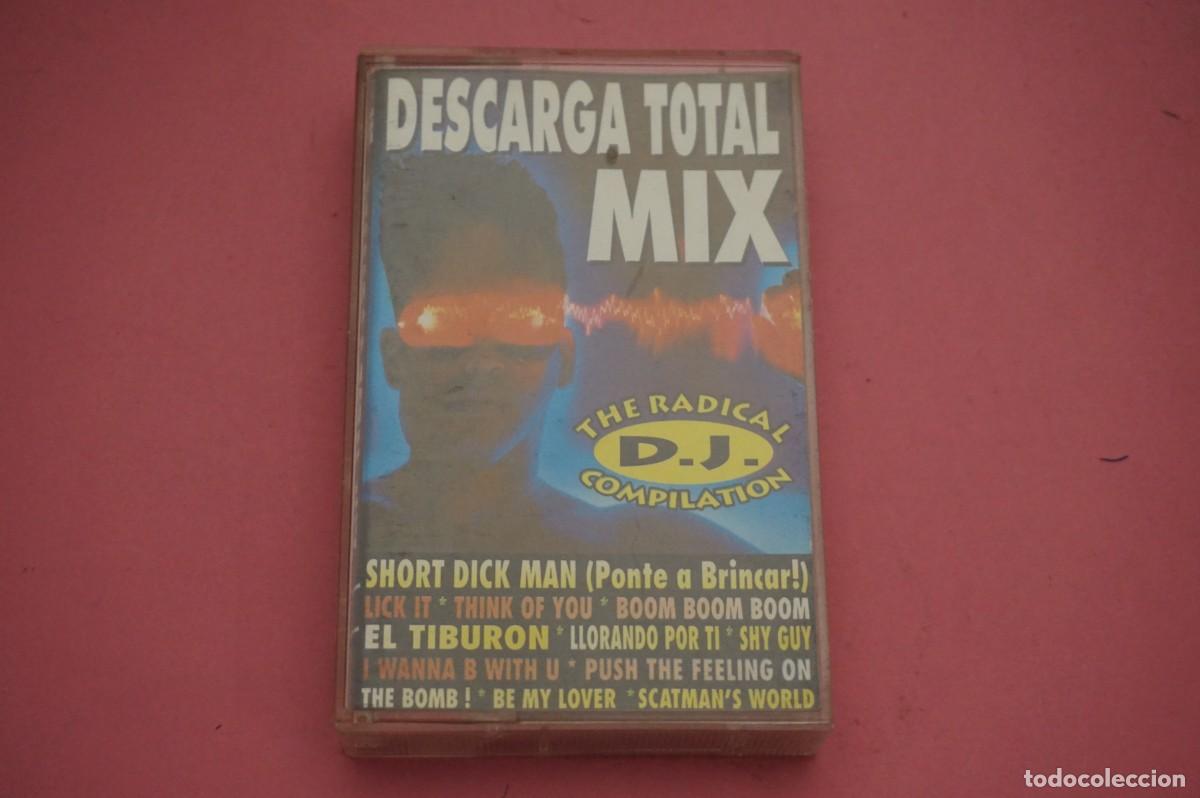 DESCARGA TOTAL
MIX
THE RADICAL
D.J.
COMPILATION
SHORT DICK MAN (Ponte a Brincar!)
LICK IT * THINK OF YOU * BOOM BOOM BOOM
EL TIBURON * LLORANDO POR TI * SHY GUY
I WANNA B WITH U * PUSH THE FEELING ON
THE BOMB! * BE MY LOVER * SCATMAN'S WORLD
todocoleccion